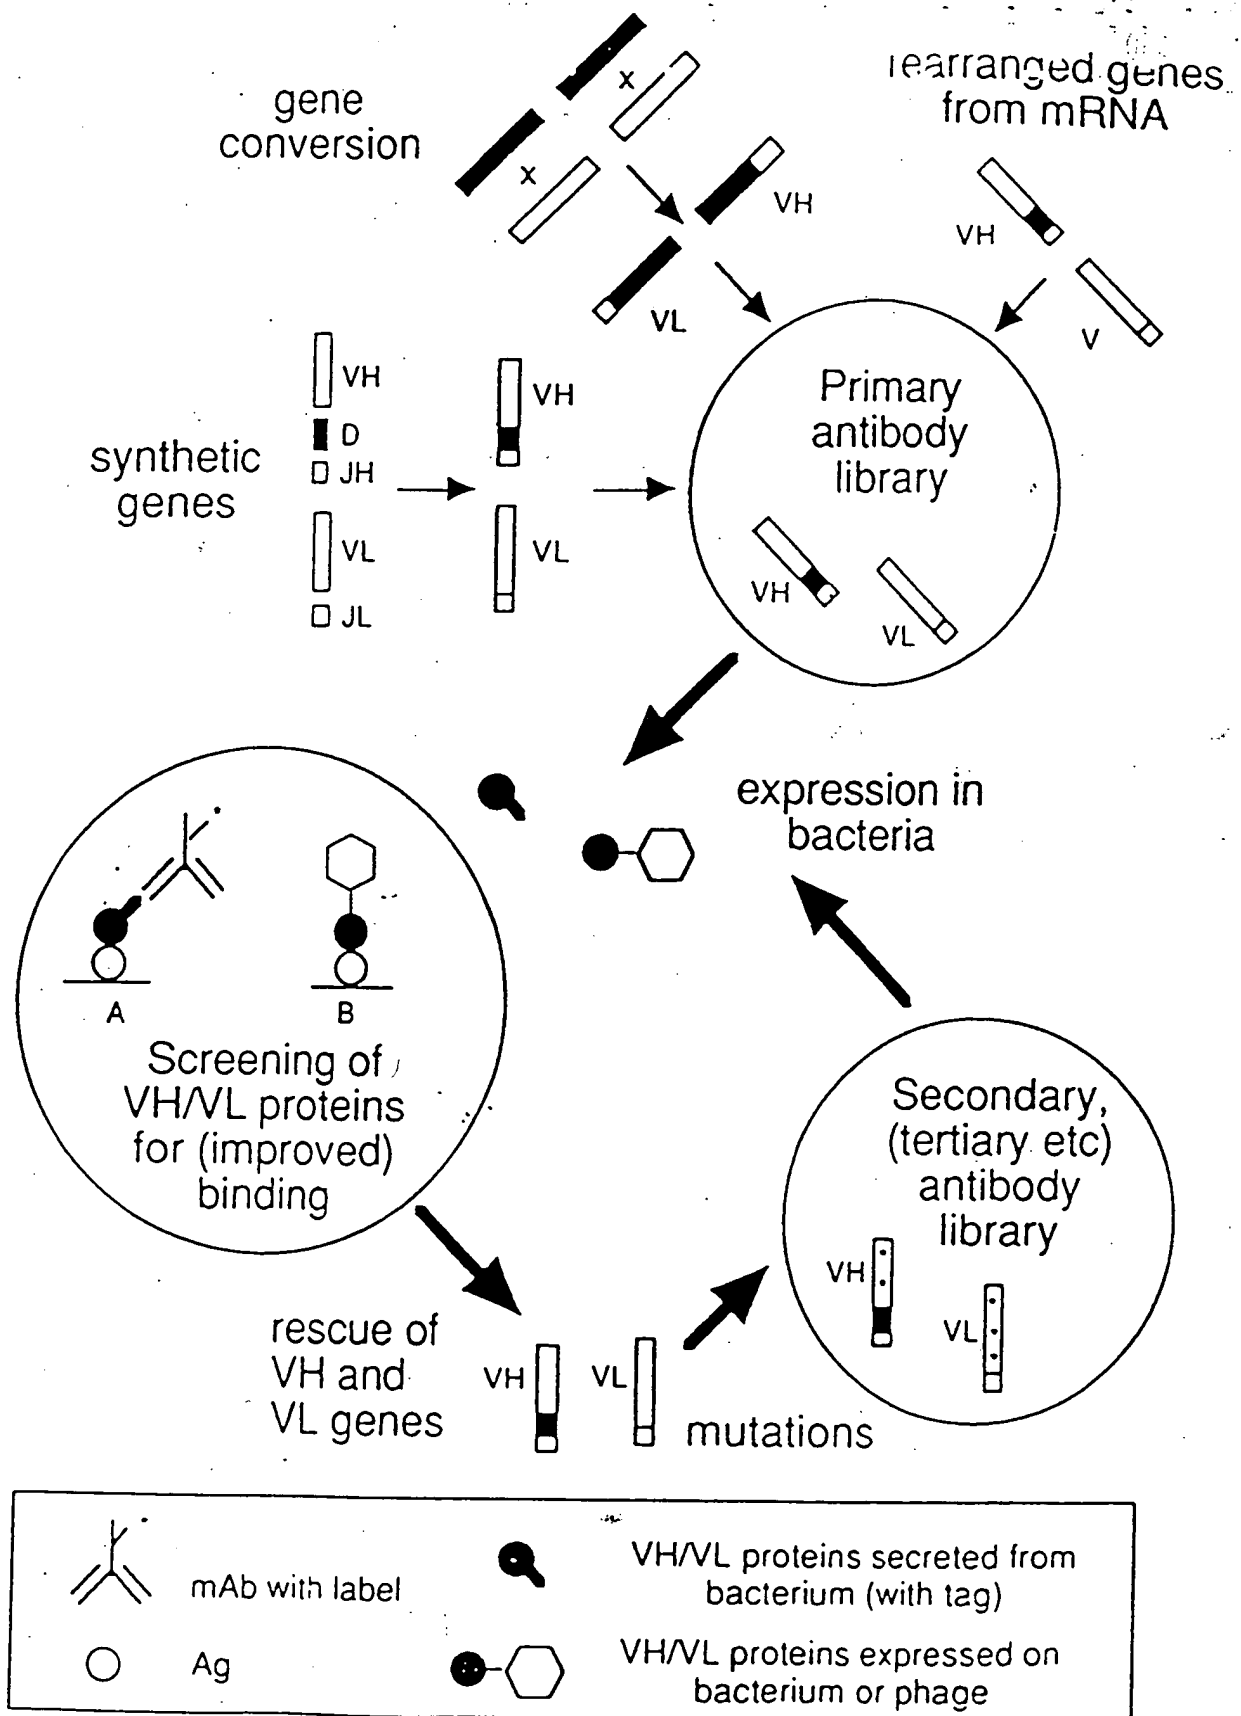 gene
conversion
x
x
VH
VL
rearranged genes
from mRNA
VH
V
synthetic
genes
VH
D
JH
VL
JL
VH
VL
Primary
antibody
library
VH
VL
expression in
bacteria
A
B
Screening of
VH/VL proteins
for (improved)
binding
Secondary,
(tertiary etc)
antibody
library
VH
VL
rescue of
VH and
VL genes
VH
VL
mutations
mAb with label
VH/VL proteins secreted from
bacterium (with tag)
Ag
VH/VL proteins expressed on
bacterium or phage